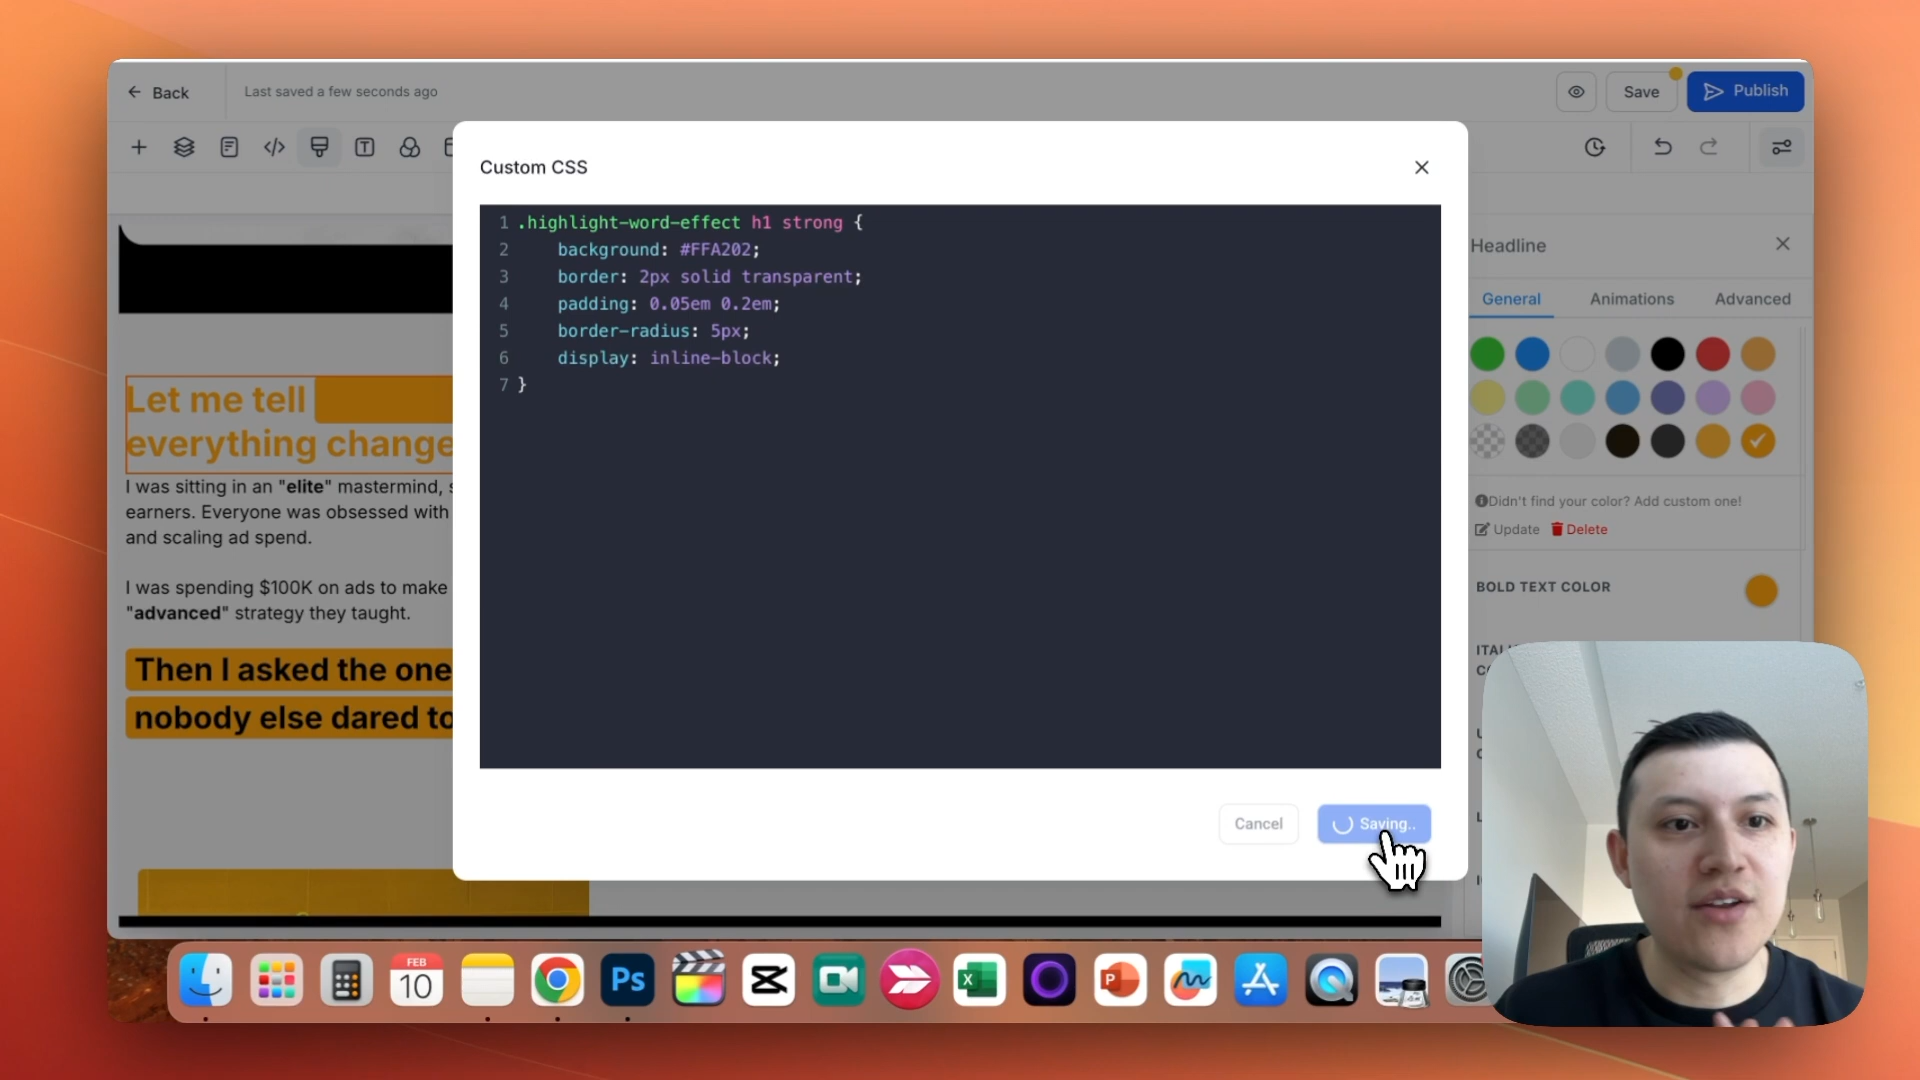 Back
Last saved a few seconds ago
Save
Publish
Custom CSS
1 .highlight-word-effect h1 strong {
2 background: #FFA202;
3 border: 2px solid transparent;
4 padding: 0.05em 0.2em;
5 border-radius: 5px;
6 display: inline-block;
7 }
Cancel
Saving..
Let me tell
everything change
I was sitting in an "elite" mastermind,
earners. Everyone was obsessed with
and scaling ad spend.
I was spending $100K on ads to make
"advanced" strategy they taught.
Then I asked the one
nobody else dared to
Headline
General
Animations
Advanced
Didn't find your color? Add custom one!
Update
Delete
BOLD TEXT COLOR
FEB
10
Ps
X
P